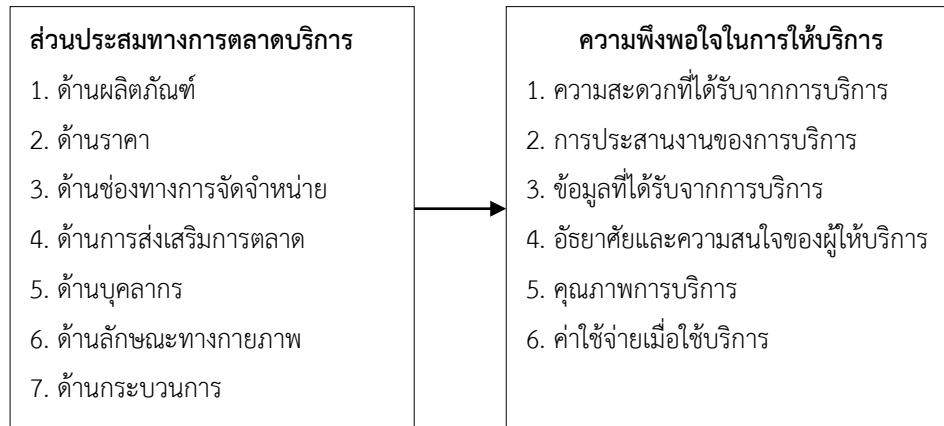 ส่วนประสมทางการตลาดบริการ
1. ด้านผลิตภัณฑ์
2. ด้านราคา
3. ด้านช่องทางการจัดจำหน่าย
4. ด้านการส่งเสริมการตลาด
5. ด้านบุคลากร
6. ด้านลักษณะทางกายภาพ
7. ด้านกระบวนการ
ความพึงพอใจในการให้บริการ
1. ความสะดวกที่ได้รับจากการบริการ
2. การประสานงานของการบริการ
3. ข้อมูลที่ได้รับจากการบริการ
4. อัธยาศัยและความสนใจของผู้ให้บริการ
5. คุณภาพการบริการ
6. ค่าใช้จ่ายเมื่อใช้บริการ